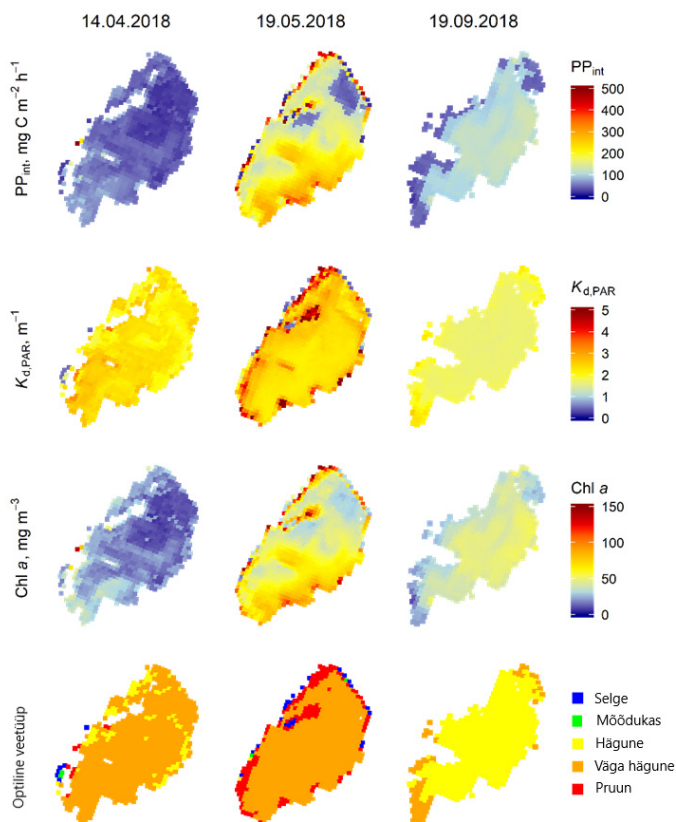 14.04.2018 19.05.2018 19.09.2018
PPint, mg C m−2 h−1
PPint
500
400
300
200
100
0
Kd,PAR, m−1
Kd,PAR
5
4
3
2
1
0
Chl a, mg m−3
Chl a
150
100
50
0
Optiline veetüüp
Selge
Mõõdukas
Hägune
Väga hägune
Pruun